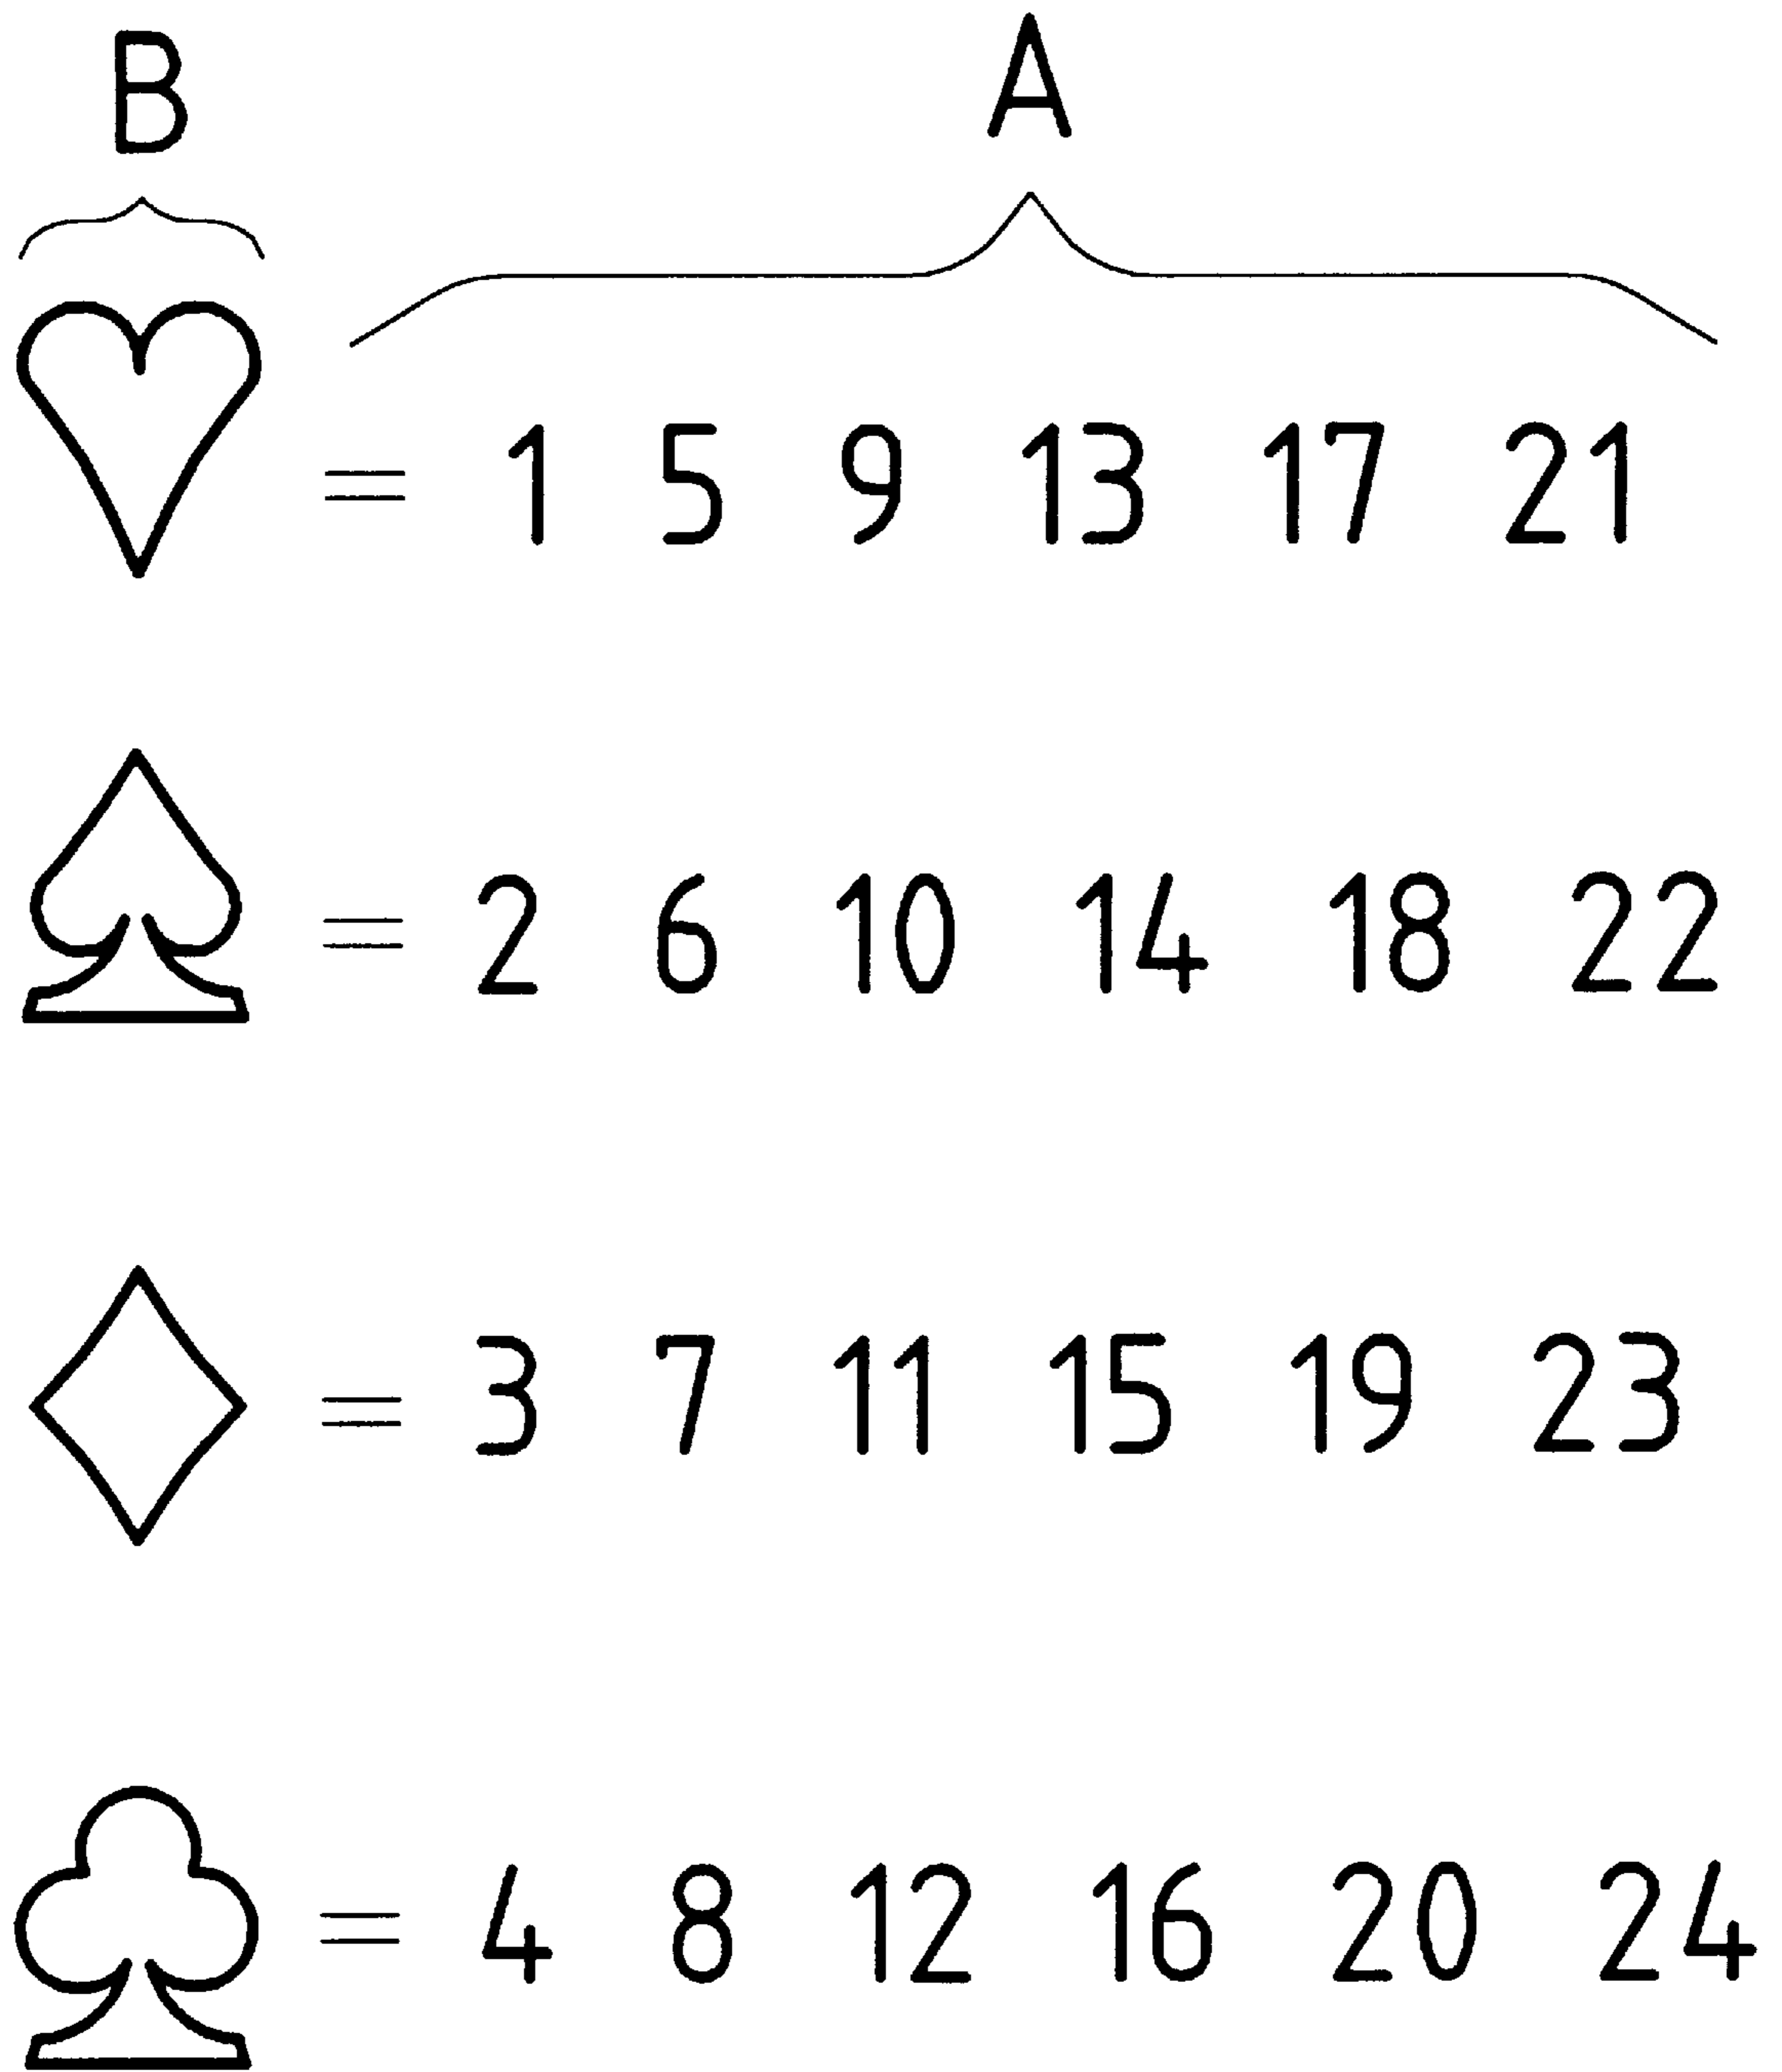 B A
♡ = 1 5 9 13 17 21
♤ = 2 6 10 14 18 22
♢ = 3 7 11 15 19 23
♧ = 4 8 12 16 20 24